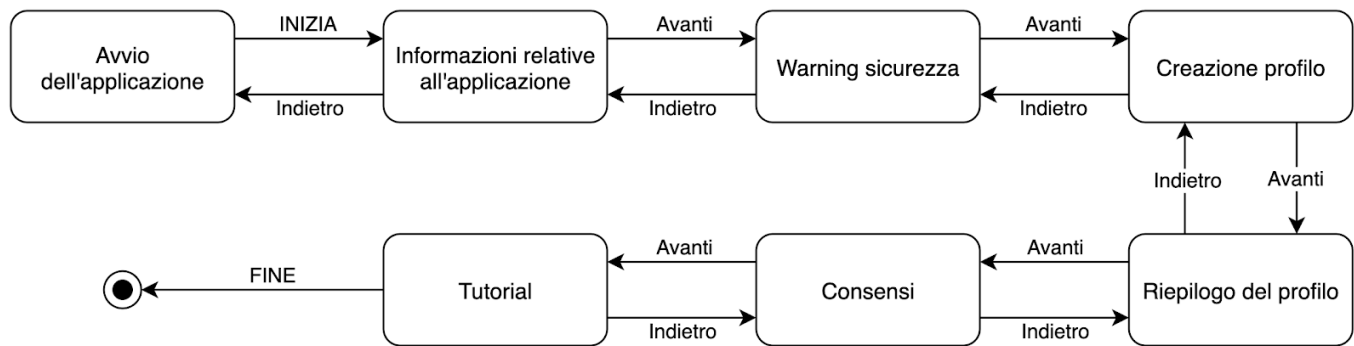 INIZIA
Avanti
Avanti
Avvio
dell'applicazione
Informazioni relative
all'applicazione
Warning sicurezza
Creazione profilo
Indietro
Indietro
Indietro
Indietro
Avanti
FINE
Avanti
Avanti
Tutorial
Consensi
Riepilogo del profilo
Indietro
Indietro